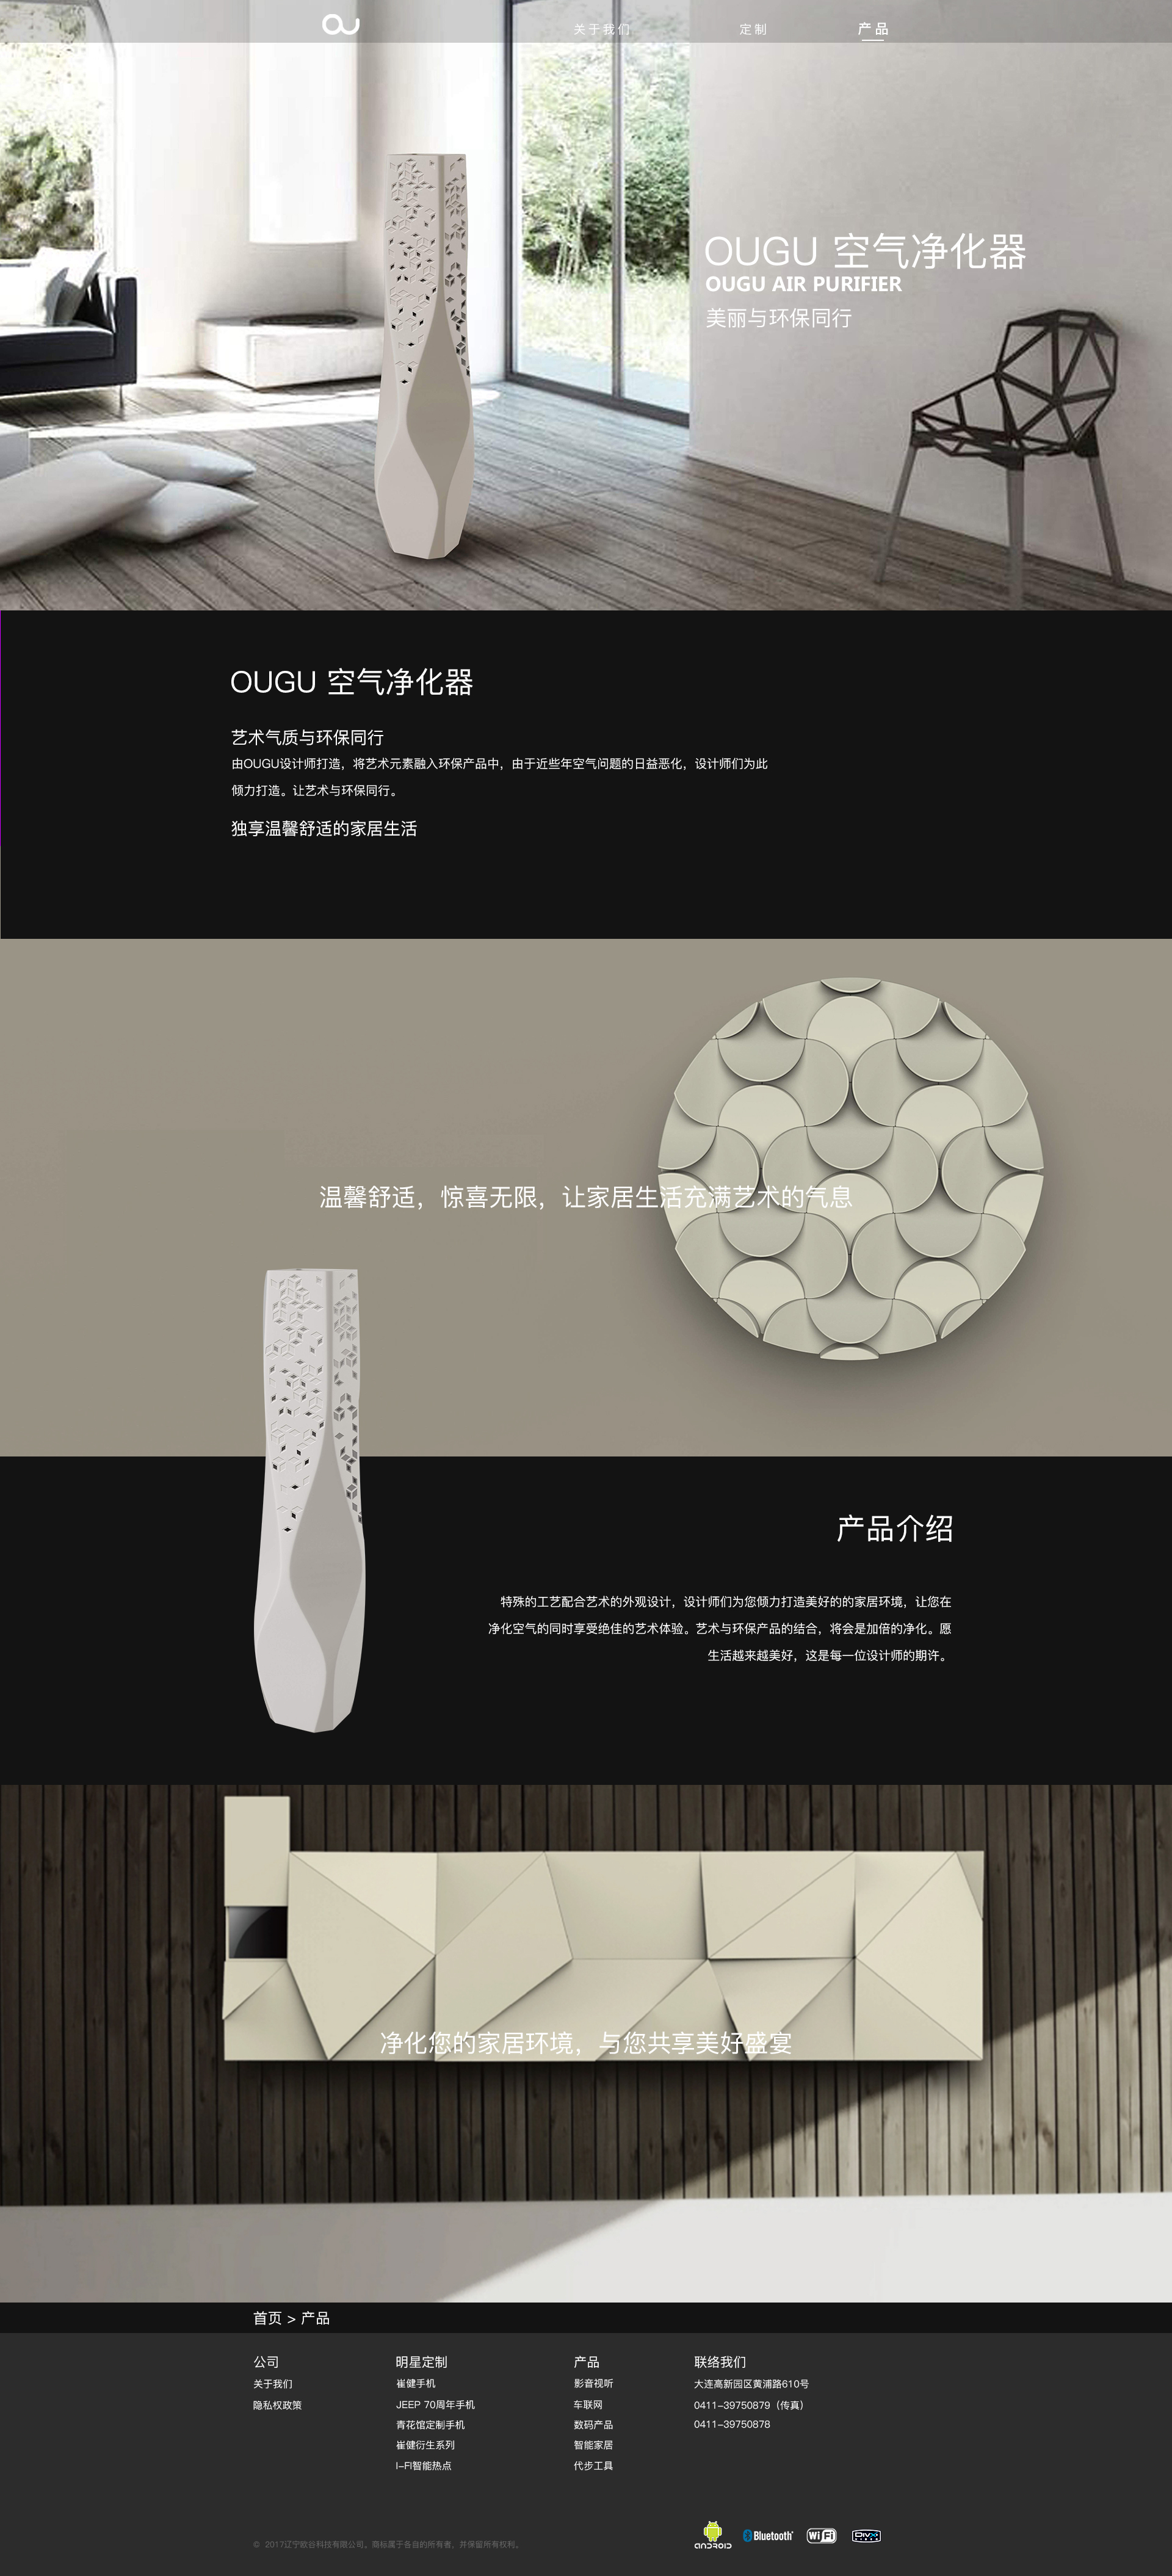 OU
关于我们
定制
产品
OUGU 空气净化器
OUGU AIR PURIFIER
美丽与环保同行
OUGU 空气净化器
艺术气质与环保同行
由OUGU设计师打造，将艺术元素融入环保产品中，由于近些年空气问题的日益恶化，设计师们为此
倾力打造。让艺术与环保同行。
独享温馨舒适的家居生活
温馨舒适，惊喜无限，让家居生活充满艺术的气息
产品介绍
特殊的工艺配合艺术的外观设计，设计师们为您倾力打造美好的的家居环境，让您在
净化空气的同时享受绝佳的艺术体验。艺术与环保产品的结合，将会是加倍的净化。愿
生活越来越美好，这是每一位设计师的期许。
净化您的家居环境，与您共享美好盛宴
首页 > 产品
公司
关于我们
隐私权政策
明星定制
崔健手机
JEEP 70周年手机
青花馆定制手机
崔健衍生系列
I-FI智能热点
产品
影音视听
车联网
数码产品
智能家居
代步工具
联络我们
大连高新园区黄浦路610号
0411-39750879（传真）
0411-39750878
© 2017辽宁欧谷科技有限公司。商标属于各自的所有者，并保留所有权利。
ANDROID
Bluetooth
WiFi
DivX